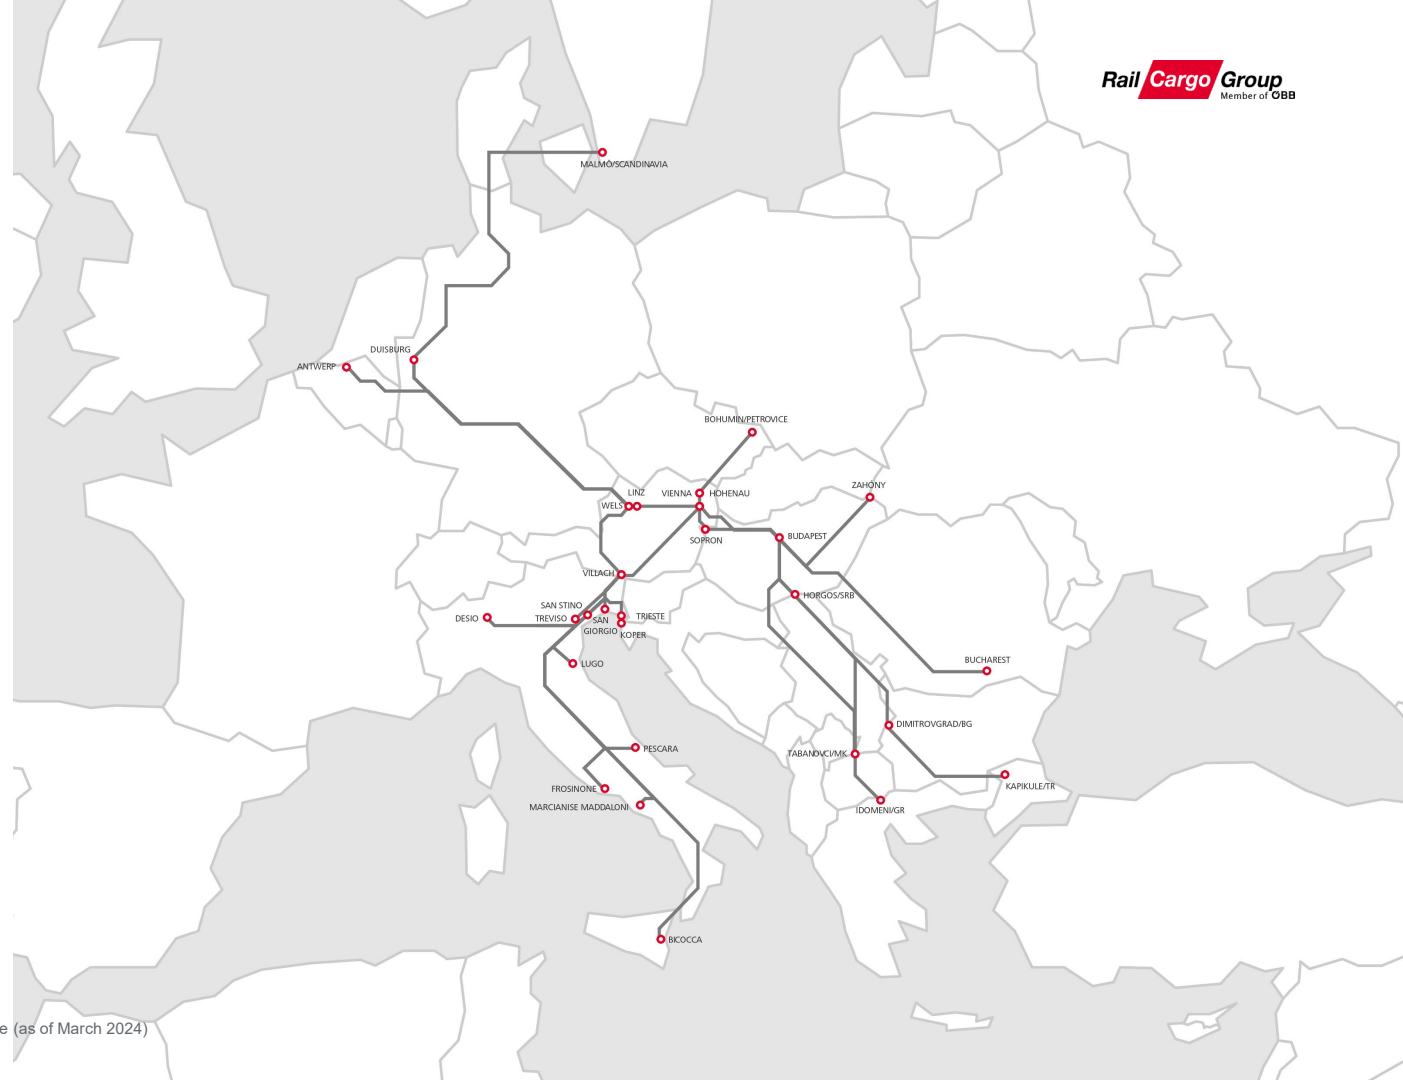 Rail Cargo Group
Member of ÖBB
MALMÖ/SCANDINAVIA
DUISBURG
ANTWERP
BOHUMIN/PETROVICE
ZAHONY
LINZ
VIENNA
HOHENAU
WELS
SOPRON
BUDAPEST
VILLACH
HORGOS/SRB
SAN STINO
DESIO
TREVISO
SAN
GIORGIO
TRIESTE
KOPER
LUGO
BUCHAREST
DIMITROVGRAD/BG
PESCARA
TABANOVCI/MK
FROSINONE
KAPIKULE/TR
MARCIANISE MADDALONI
IDOMENI/GR
BICOCCA
e (as of March 2024)